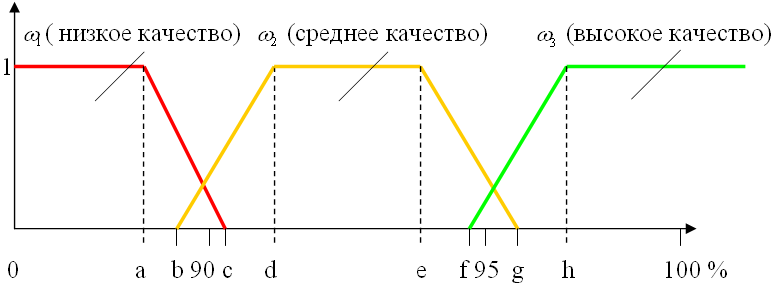 ω₁( низкое качество) ω₂ (среднее качество) ω₃ (высокое качество)
1
0 a b 90 c d e f 95 g h 100 %